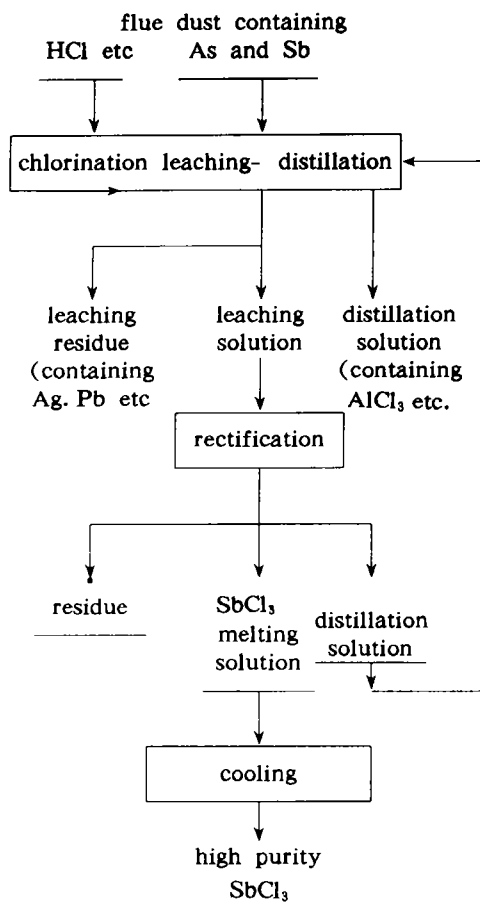 flue dust containing
HCl etc As and Sb
chlorination leaching- distillation
leaching
residue
(containing
Ag. Pb etc
leaching
solution
distillation
solution
(containing
AlCl₃ etc.
rectification
residue
SbCl₃
melting
solution
distillation
solution
cooling
high purity
SbCl₃